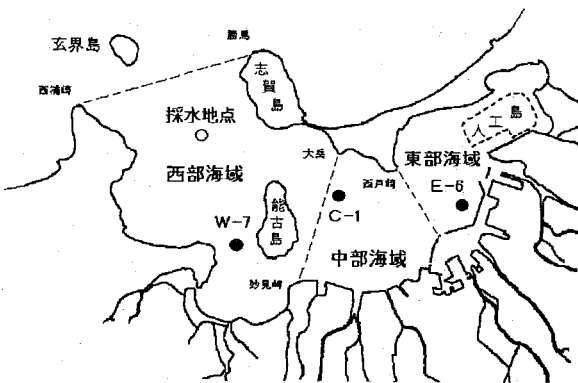 玄界島
勝馬
志賀島
西浦崎
採水地点
人工島
大岳
東部海域
西部海域
西戸崎
E-6
能古島
C-1
W-7
中部海域
妙見岬